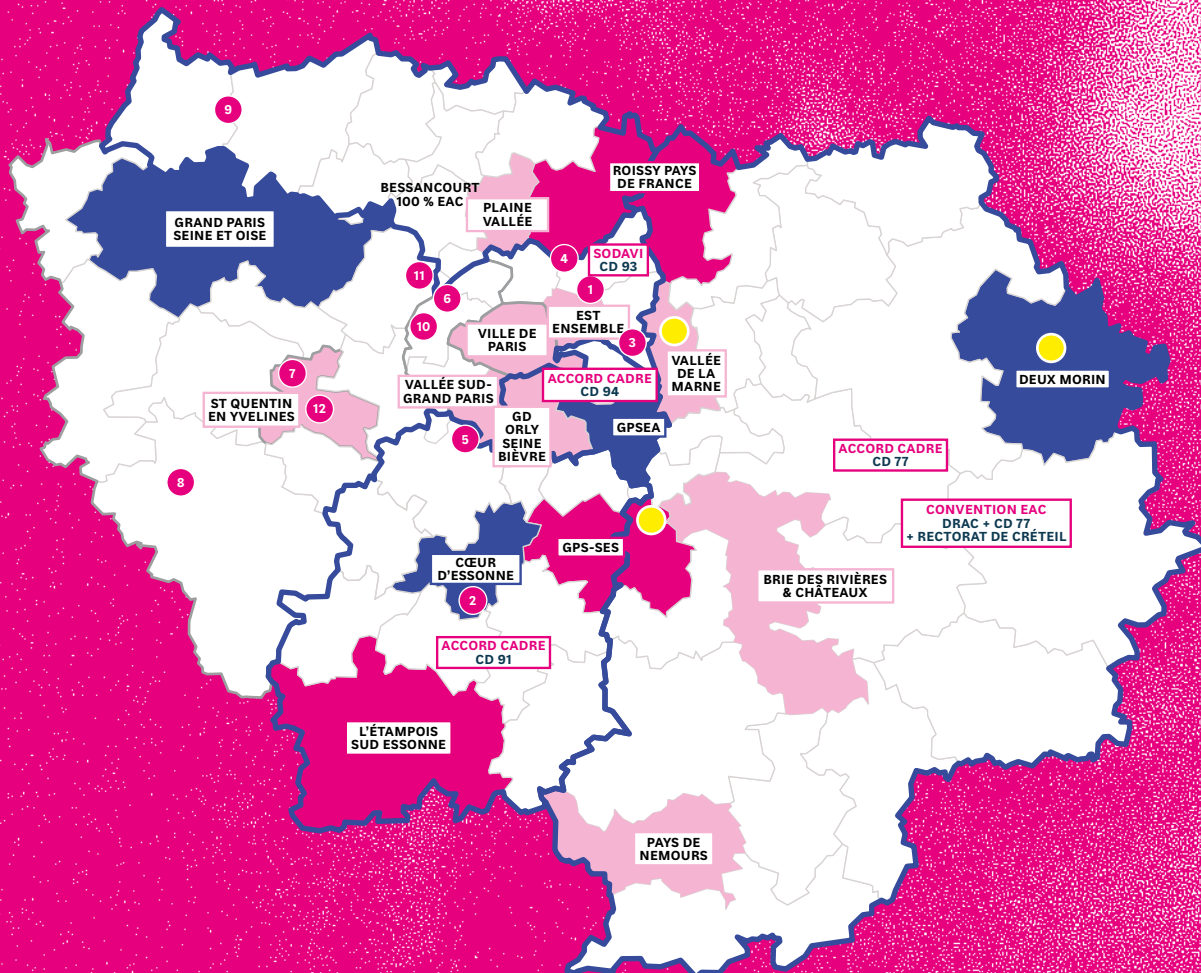 9
ROISSY PAYS
DE FRANCE
BESSANCOURT
100 % EAC
PLAINE
VALLÉE
GRAND PARIS
SEINE ET OISE
4
SODAVI
CD 93
11
1
6
10
EST
ENSEMBLE
VILLE DE
PARIS
3
VALLÉE
DE LA
MARNE
DEUX MORIN
7
ACCORD CADRE
CD 94
VALLÉE SUD-
GRAND PARIS
ST QUENTIN
EN YVELINES
12
GD
ORLY
SEINE
BIÈVRE
GPSEA
5
ACCORD CADRE
CD 77
8
CONVENTION EAC
DRAC + CD 77
+ RECTORAT DE CRÉTEIL
GPS-SES
CŒUR
D'ESSONNE
2
BRIE DES RIVIÈRES
& CHÂTEAUX
ACCORD CADRE
CD 91
L'ÉTAMPOIS
SUD ESSONNE
PAYS DE
NEMOURS